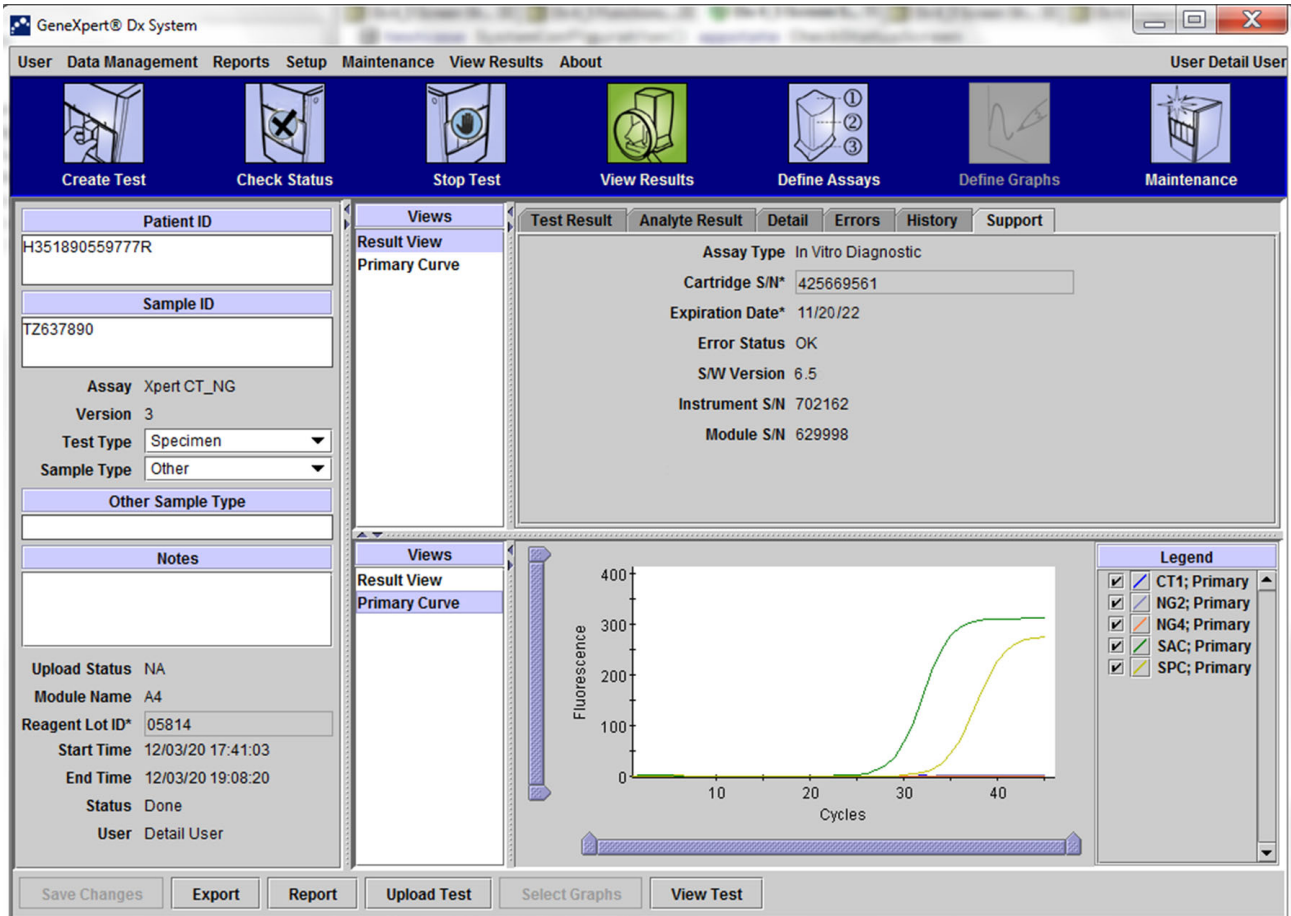 GeneXpert® Dx System
User Data Management Reports Setup Maintenance View Results About User Detail User
Create Test Check Status Stop Test View Results Define Assays Define Graphs Maintenance
Patient ID
H351890559777R
Sample ID
TZ637890
Assay Xpert CT_NG
Version 3
Test Type Specimen
Sample Type Other
Other Sample Type
Notes
Upload Status NA
Module Name A4
Reagent Lot ID* 05814
Start Time 12/03/20 17:41:03
End Time 12/03/20 19:08:20
Status Done
User Detail User
Views
Result View
Primary Curve
Test Result Analyte Result Detail Errors History Support
Assay Type In Vitro Diagnostic
Cartridge S/N* 425669561
Expiration Date* 11/20/22
Error Status OK
S/W Version 6.5
Instrument S/N 702162
Module S/N 629998
Views
Result View
Primary Curve
400
300
200
100
0
Fluorescence
10 20 30 40
Cycles
Legend
CT1; Primary
NG2; Primary
NG4; Primary
SAC; Primary
SPC; Primary
Save Changes Export Report Upload Test Select Graphs View Test